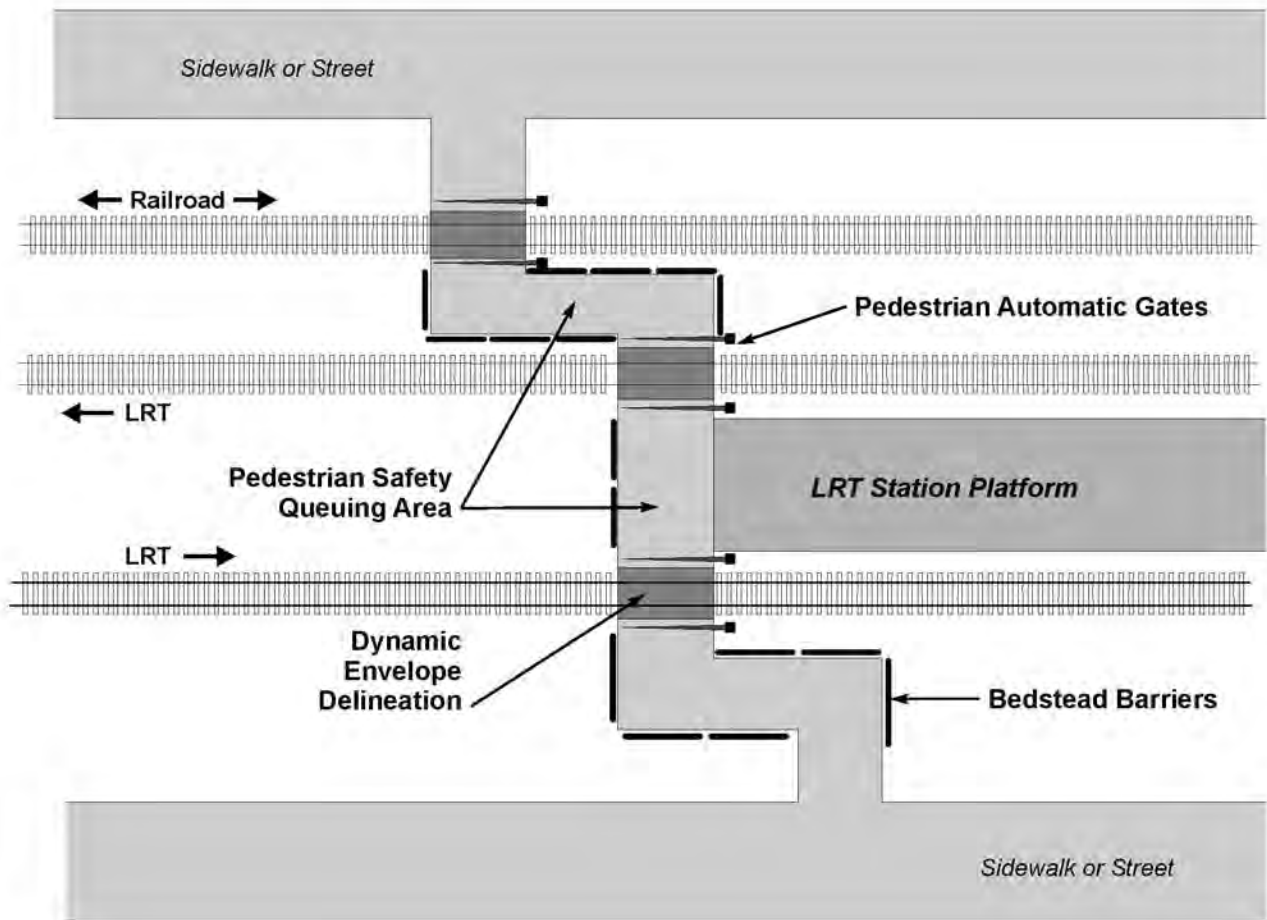 Sidewalk or Street
Railroad
Pedestrian Automatic Gates
LRT
Pedestrian Safety
Queuing Area
LRT Station Platform
LRT
Dynamic
Envelope
Delineation
Bedstead Barriers
Sidewalk or Street